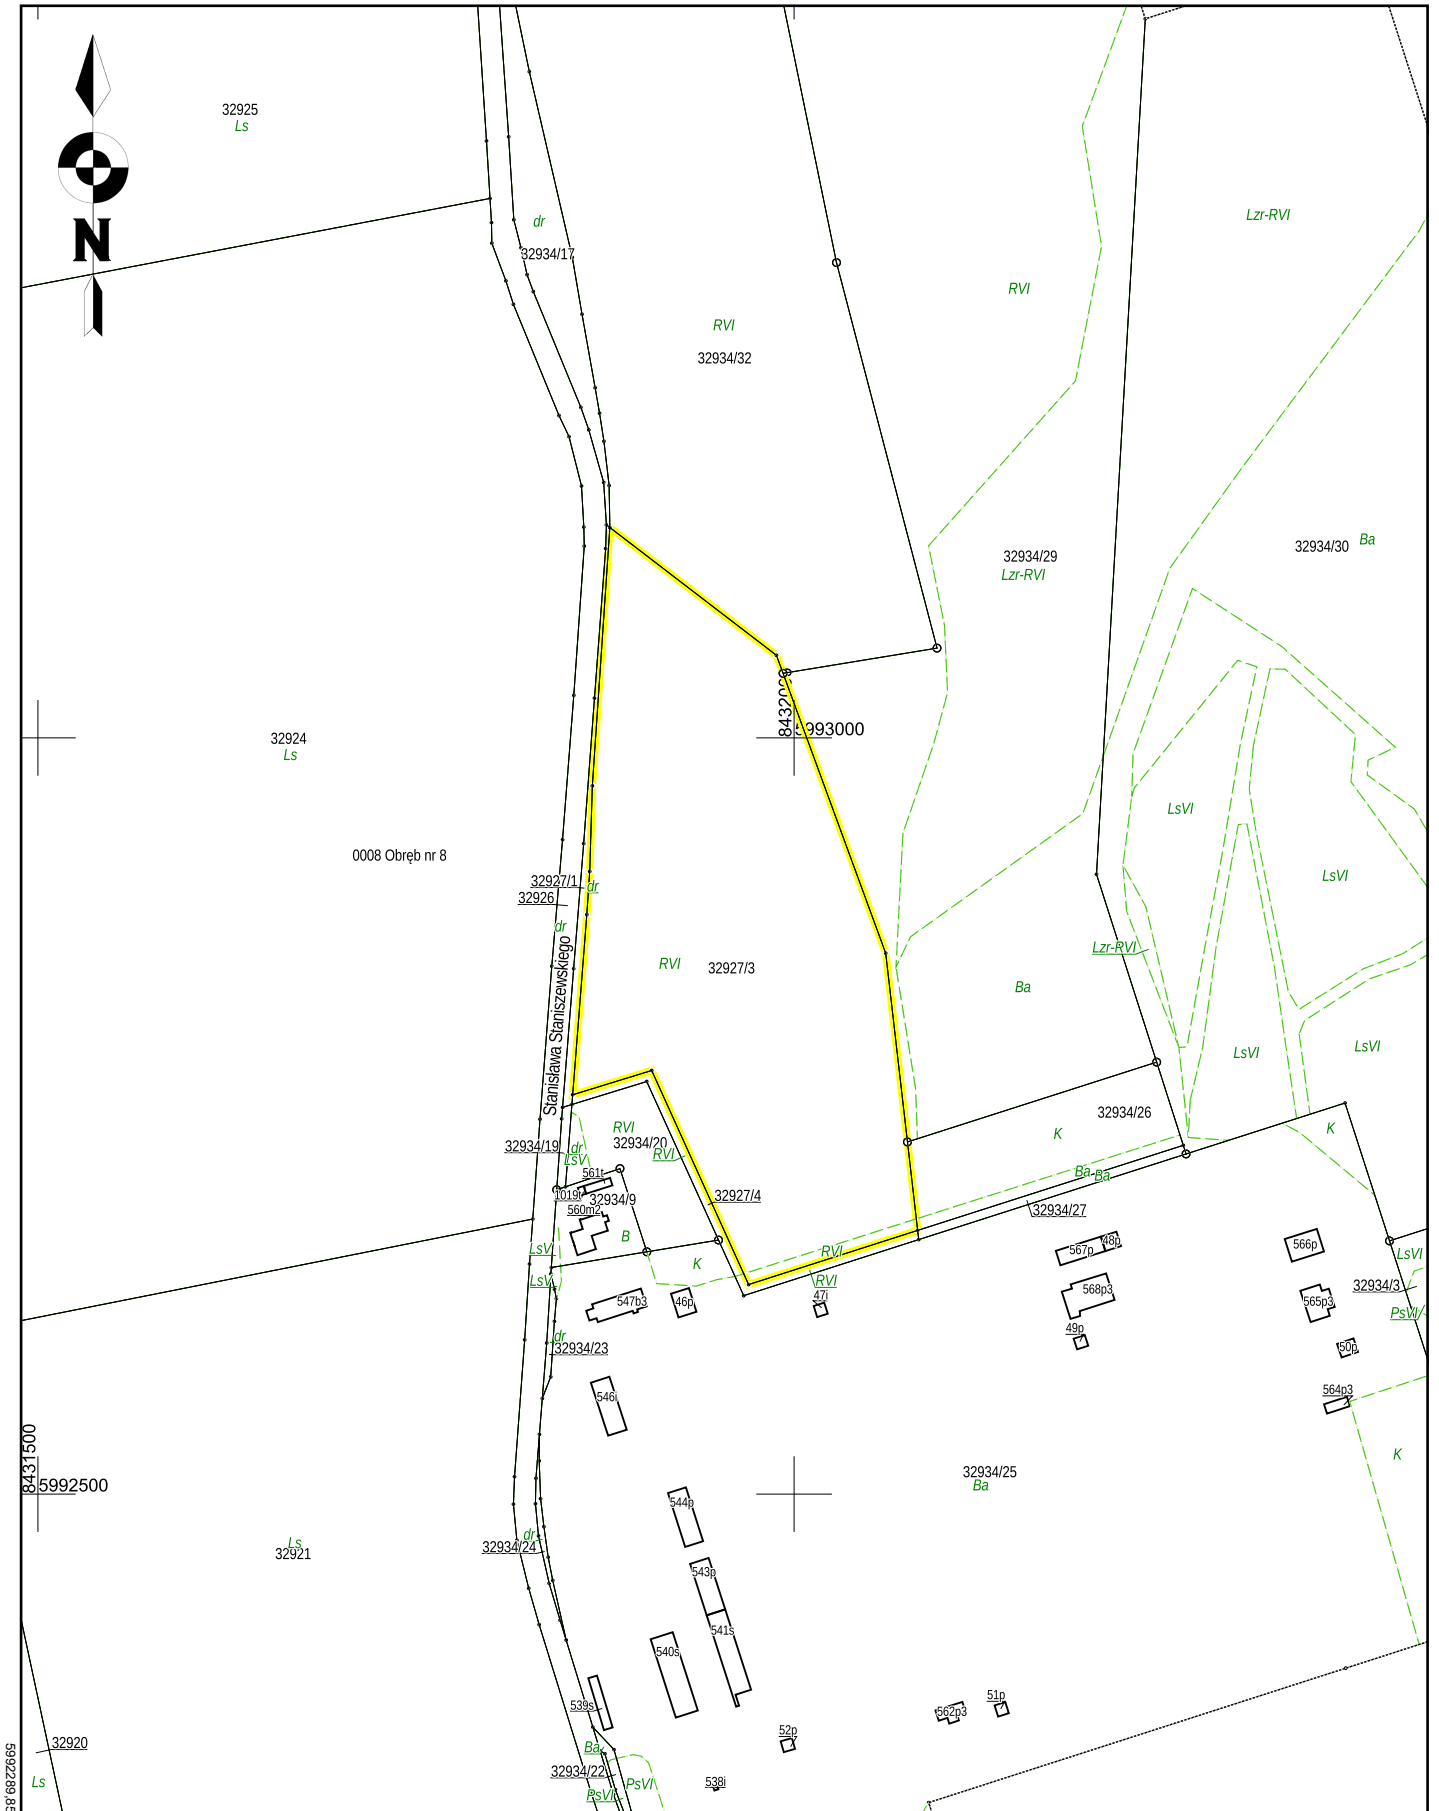 32925
Ls
N
dr
32934/17
Lzr-RVI
RVI
RVI
32934/32
32934/29
Lzr-RVI
32934/30
Ba
5993000
32924
Ls
0008 Obręb nr 8
LsVI
LsVI
32927/1
dr
32926
dr
Stanisława Staniszewskiego
RVI
32927/3
Lzr-RVI
Ba
LsVI
LsVI
32934/26
K
K
RVI
32934/20
RVI
32934/19
dr
LsV
561t
1019t
32934/9
560m2
32927/4
Ba
Ba
32934/27
B
K
LsV
LsV
RVI
RVI
567p
48p
566p
LsVI
32934/3
PsVI
547b3
46p
47i
568p3
565p3
49p
50p
dr
32934/23
546i
564p3
8431500
5992500
K
32934/25
Ba
544p
dr
32934/24
Ls
32921
543p
541s
540s
539s
562p3
51p
52p
538i
Ba
32934/22
PsVI
PsVI
32920
Ls